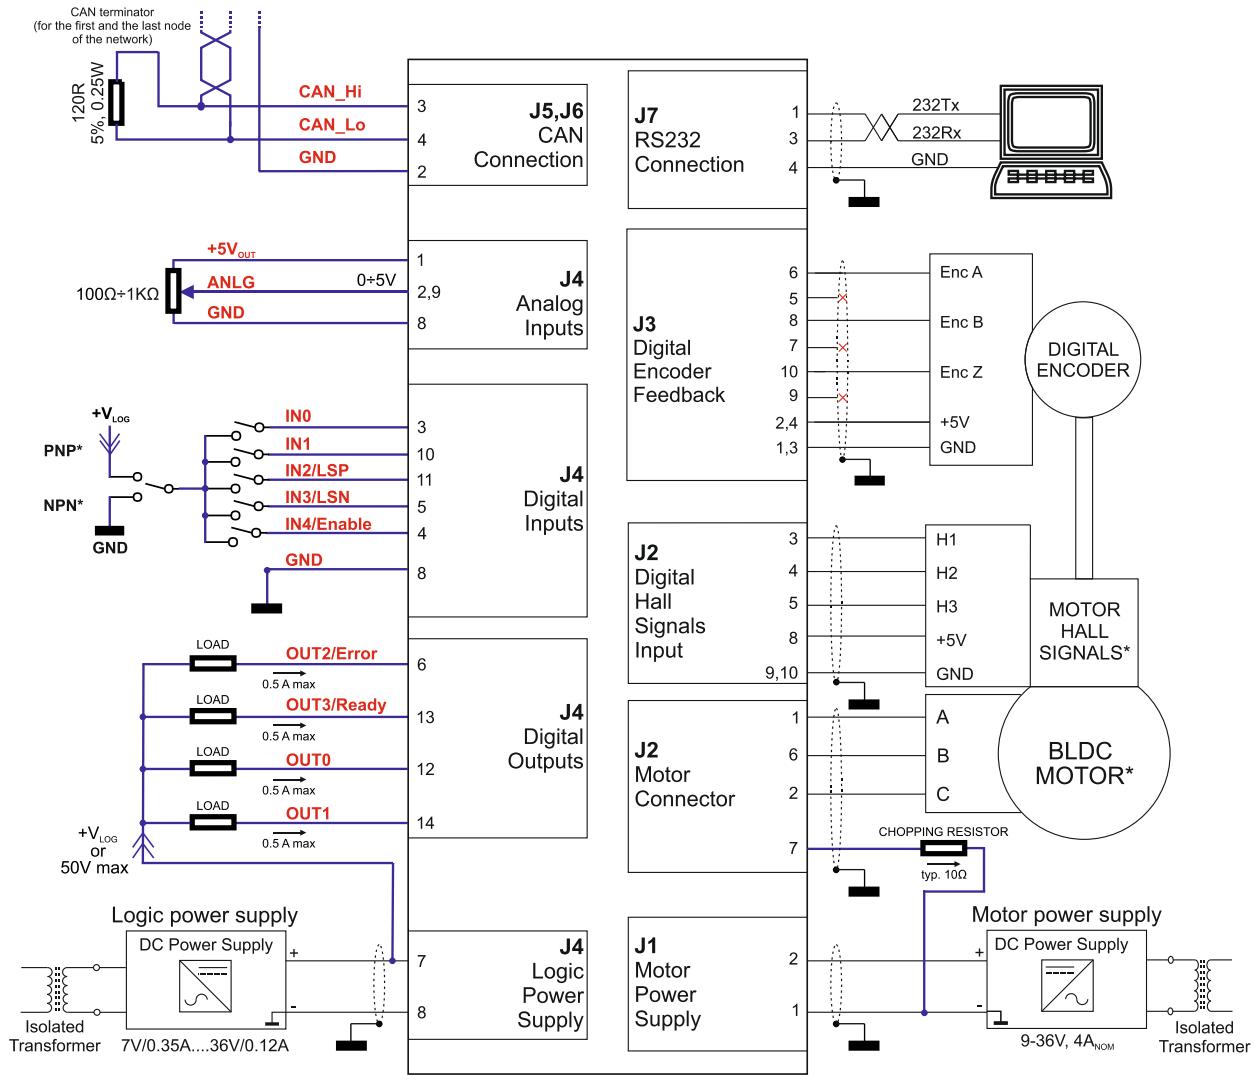 CAN terminator
(for the first and the last node
of the network)
120R
5%, 0.25W
CAN_Hi
3
CAN_Lo
4
GND
2
J5,J6
CAN
Connection
J7
RS232
Connection
1
3
4
232Tx
232Rx
GND
+5VOUT
1
ANLG
0÷5V
2,9
GND
8
100Ω÷1KΩ
J4
Analog
Inputs
J3
Digital
Encoder
Feedback
6
5
8
7
10
9
2,4
1,3
Enc A
Enc B
Enc Z
+5V
GND
DIGITAL
ENCODER
+VLOG
PNP*
NPN*
GND
IN0
3
IN1
10
IN2/LSP
11
IN3/LSN
5
IN4/Enable
4
GND
8
J4
Digital
Inputs
J2
Digital
Hall
Signals
Input
3
4
5
8
9,10
H1
H2
H3
+5V
GND
MOTOR
HALL
SIGNALS*
LOAD
OUT2/Error
0.5 A max
6
LOAD
OUT3/Ready
0.5 A max
13
LOAD
OUT0
0.5 A max
12
LOAD
OUT1
0.5 A max
14
+VLOG
or
50V max
J4
Digital
Outputs
J2
Motor
Connector
1
6
2
7
A
B
C
BLDC
MOTOR*
CHOPPING RESISTOR
typ. 10Ω
Logic power supply
DC Power Supply
+
-
Isolated
Transformer
7V/0.35A....36V/0.12A
7
8
J4
Logic
Power
Supply
J1
Motor
Power
Supply
2
1
Motor power supply
DC Power Supply
+
-
9-36V, 4ANOM
Isolated
Transformer